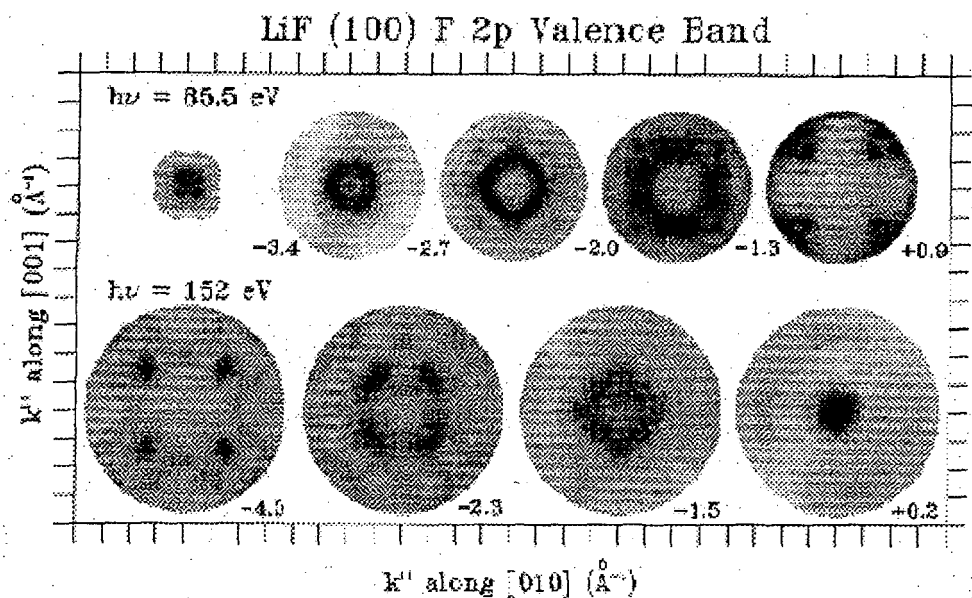 LiF (100) F 2p Valence Band
hν = 85.5 eV
-3.4 -2.7 -2.0 -1.3 +0.9
k" along [001] (Å⁻¹)
hν = 152 eV
-4.0 -2.3 -1.5 +0.2
k" along [010] (Å⁻¹)